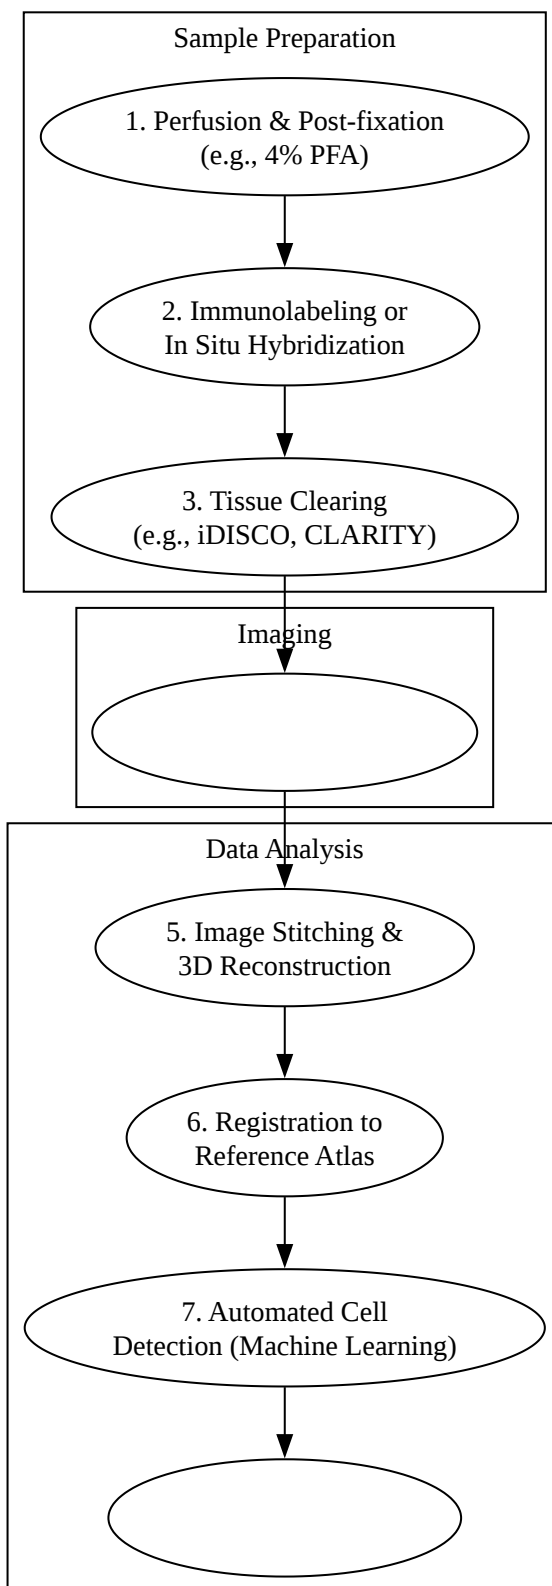 Sample Preparation
1. Perfusion & Post-fixation
(e.g., 4% PFA)
2. Immunolabeling or
In Situ Hybridization
3. Tissue Clearing
(e.g., iDISCO, CLARITY)
Imaging
Data Analysis
5. Image Stitching &
3D Reconstruction
6. Registration to
Reference Atlas
7. Automated Cell
Detection (Machine Learning)